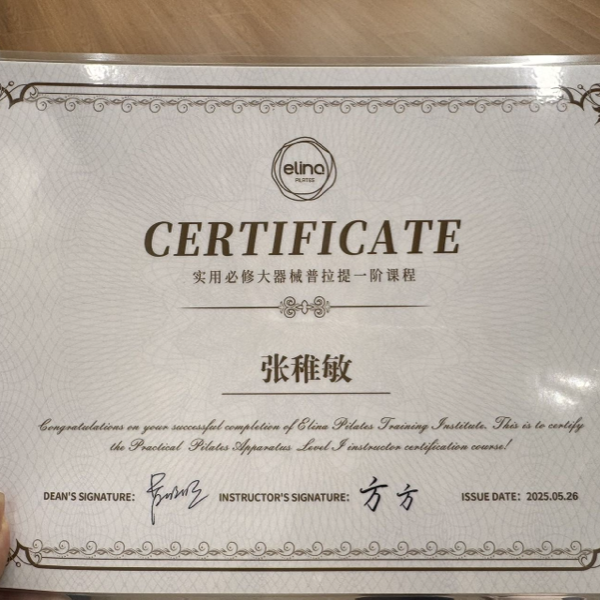 elina
PILATES
CERTIFICATE
实用必修大器械普拉提一阶课程
张稚敏
Congratulations on your successful completion of Elina Pilates Training Institute. This is to certify
the Practical Pilates Apparatus Level I instructor certification course!
DEAN'S SIGNATURE: INSTRUCTOR'S SIGNATURE: 方方 ISSUE DATE: 2025.05.26